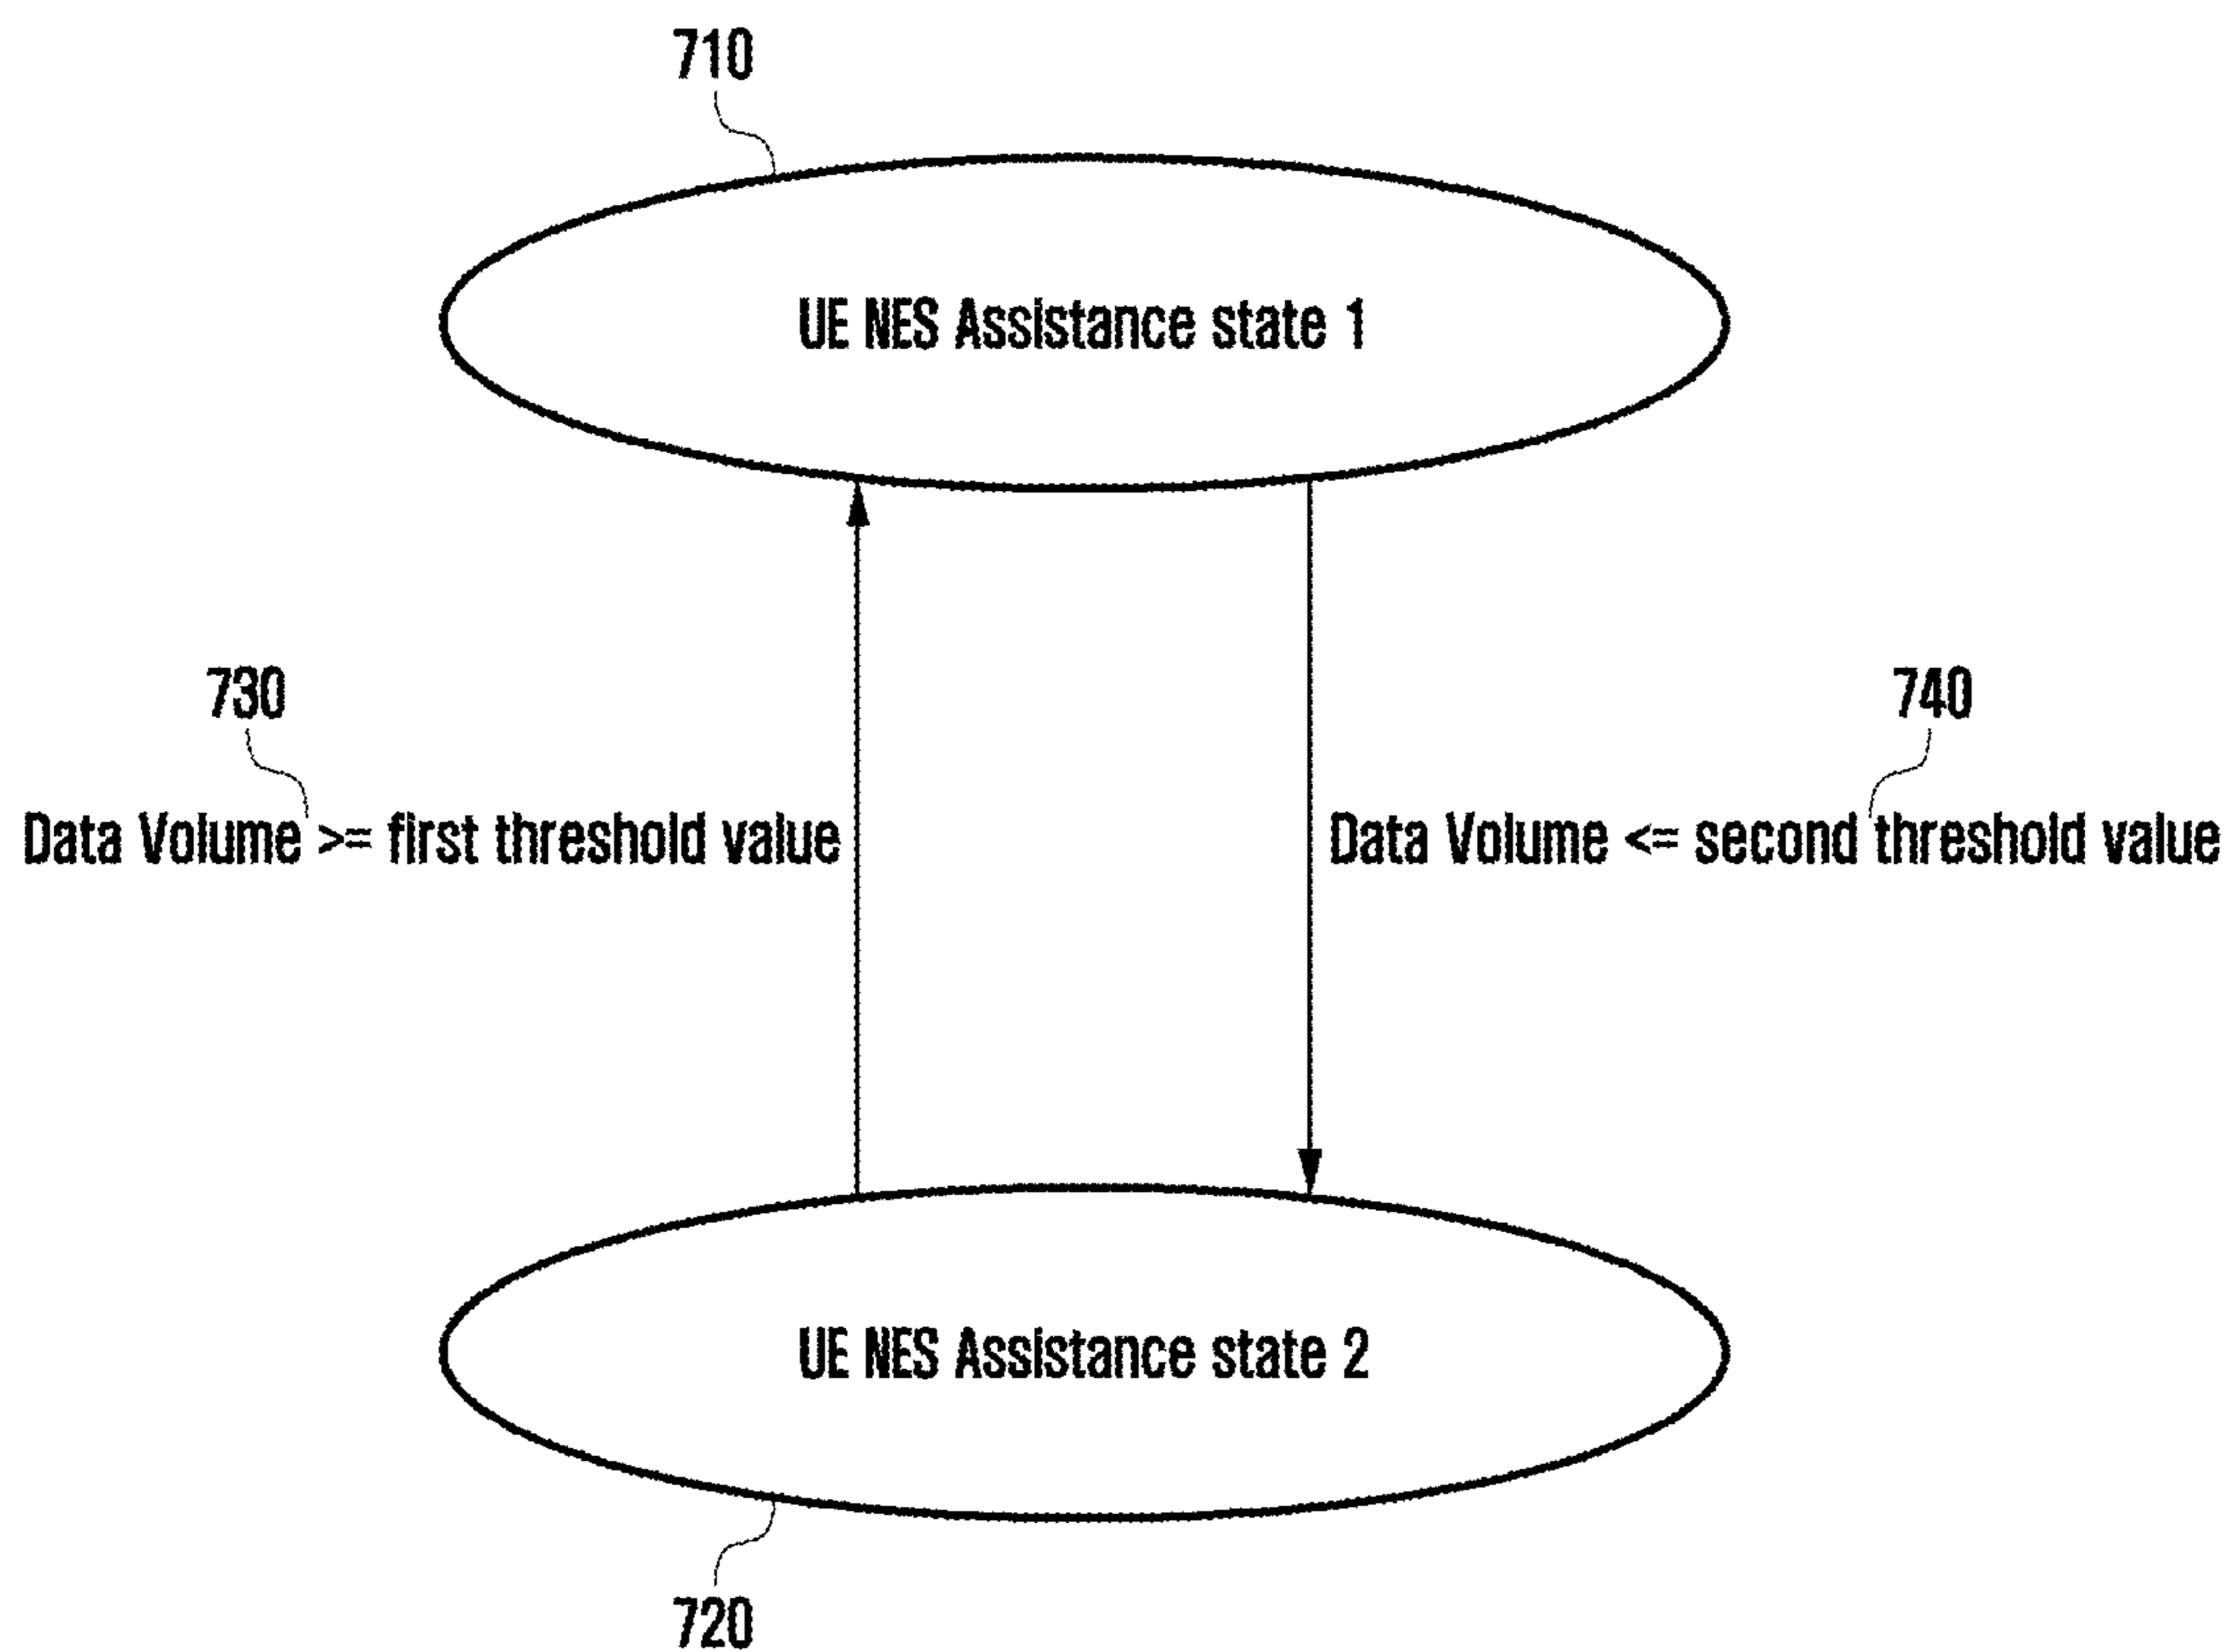 710
UE NES Assistance state 1
730
740
Data Volume >= first threshold value
Data Volume <= second threshold value
UE NES Assistance state 2
720